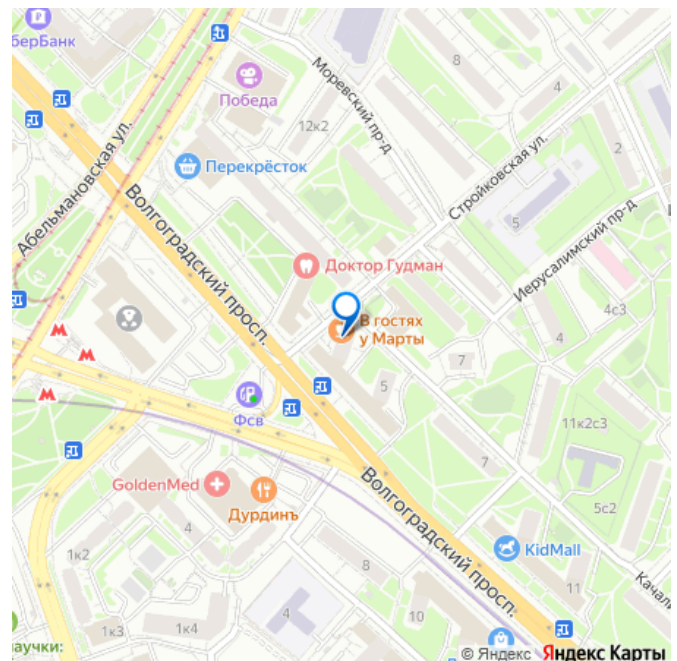 берБанк
8
4
Моревский пр-д
Победа
12к2
Абельмановская ул.
Перекрёсток
Стройковская ул.
2
5
Волгоградский просп.
Иерусалимский пр-д
Доктор Гудман
4с3
В гостях
у Марты
4
7
5
Фсв
11к2с3
7
GoldenMed
Дурдинъ
Волгоградский просп.
5с2
4
KidMall
1к2
8
11
Качали
4
10
1к3
1к4
аучки:
© Яндекс Яндекс Карты